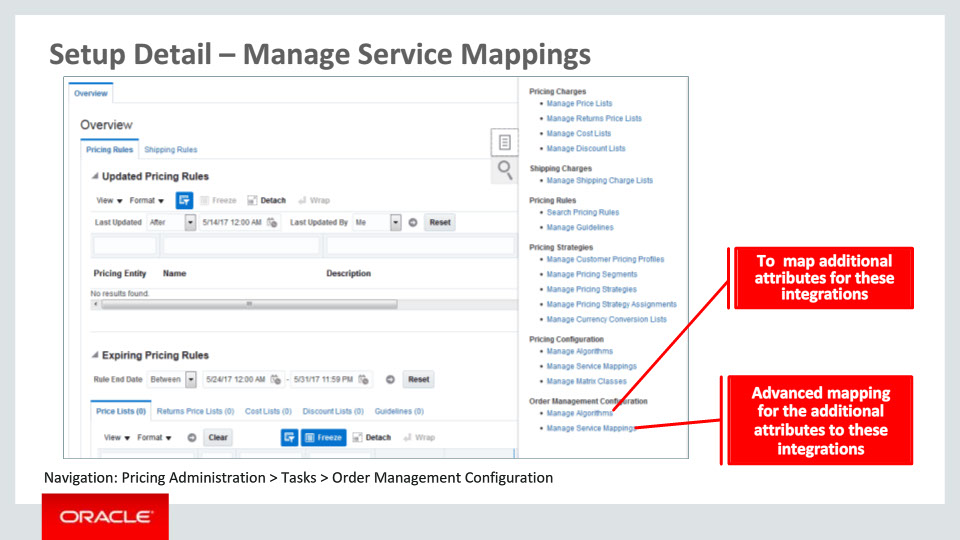 Setup Detail – Manage Service Mappings
Overview
Overview
Pricing Rules Shipping Rules
Updated Pricing Rules
View Format Freeze Detach Wrap
Last Updated After 5/14/17 12:00 AM Last Updated By Me Reset
Pricing Entity Name Description
No results found.
Expiring Pricing Rules
Rule End Date Between 5/24/17 12:00 AM - 5/31/17 11:59 PM Reset
Price Lists (0) Returns Price Lists (0) Cost Lists (0) Discount Lists (0) Guidelines (0)
View Format Clear Freeze Detach Wrap
Pricing Charges
• Manage Price Lists
• Manage Returns Price Lists
• Manage Cost Lists
• Manage Discount Lists
Shipping Charges
• Manage Shipping Charge Lists
Pricing Rules
• Search Pricing Rules
• Manage Guidelines
Pricing Strategies
• Manage Customer Pricing Profiles
• Manage Pricing Segments
• Manage Pricing Strategies
• Manage Pricing Strategy Assignments
• Manage Currency Conversion Lists
Pricing Configuration
• Manage Algorithms
• Manage Service Mappings
• Manage Matrix Classes
Order Management Configuration
• Manage Algorithms
• Manage Service Mappings
To map additional
attributes for these
integrations
Advanced mapping
for the additional
attributes to these
integrations
Navigation: Pricing Administration > Tasks > Order Management Configuration
ORACLE